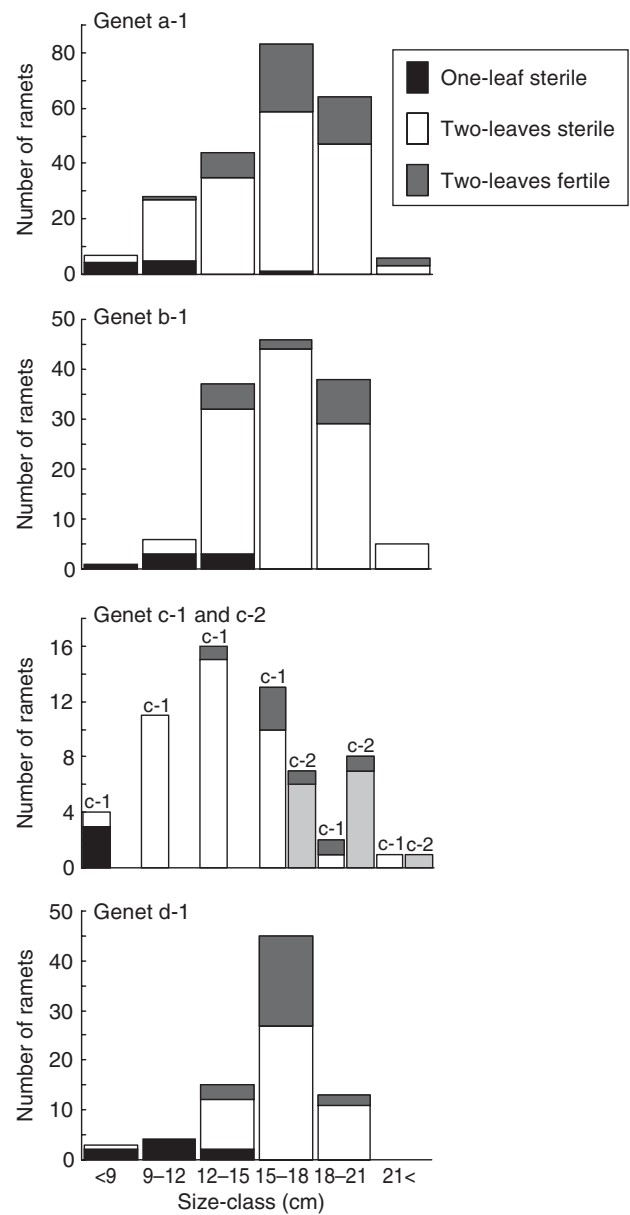 Genet a-1
80
60
40
20
0
Number of ramets
One-leaf sterile
Two-leaves sterile
Two-leaves fertile
Genet b-1
50
40
30
20
10
0
Number of ramets
Genet c-1 and c-2
16
12
8
4
0
Number of ramets
c-1
c-1
c-1
c-1
c-2
c-1
c-2
c-1 c-2
Genet d-1
50
40
30
20
10
0
Number of ramets
<9 9–12 12–15 15–18 18–21 21<
Size-class (cm)